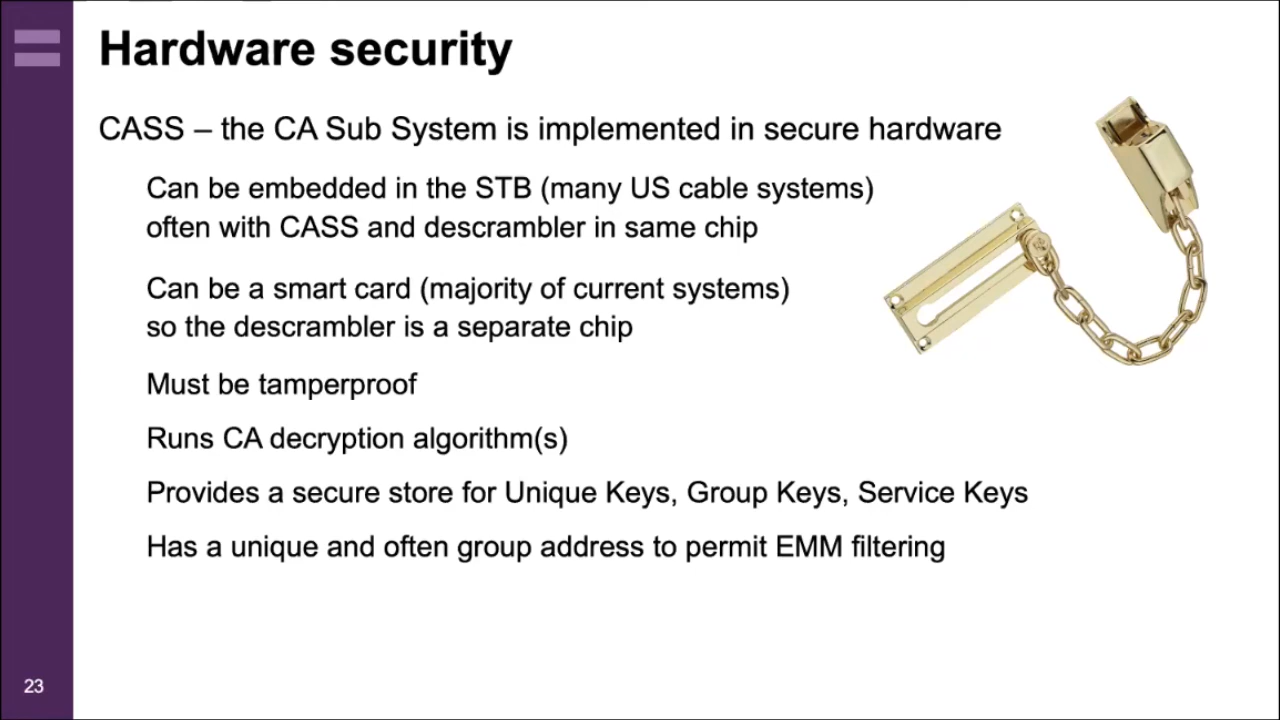 Hardware security
CASS – the CA Sub System is implemented in secure hardware
Can be embedded in the STB (many US cable systems)
often with CASS and descrambler in same chip
Can be a smart card (majority of current systems)
so the descrambler is a separate chip
Must be tamperproof
Runs CA decryption algorithm(s)
Provides a secure store for Unique Keys, Group Keys, Service Keys
Has a unique and often group address to permit EMM filtering
23